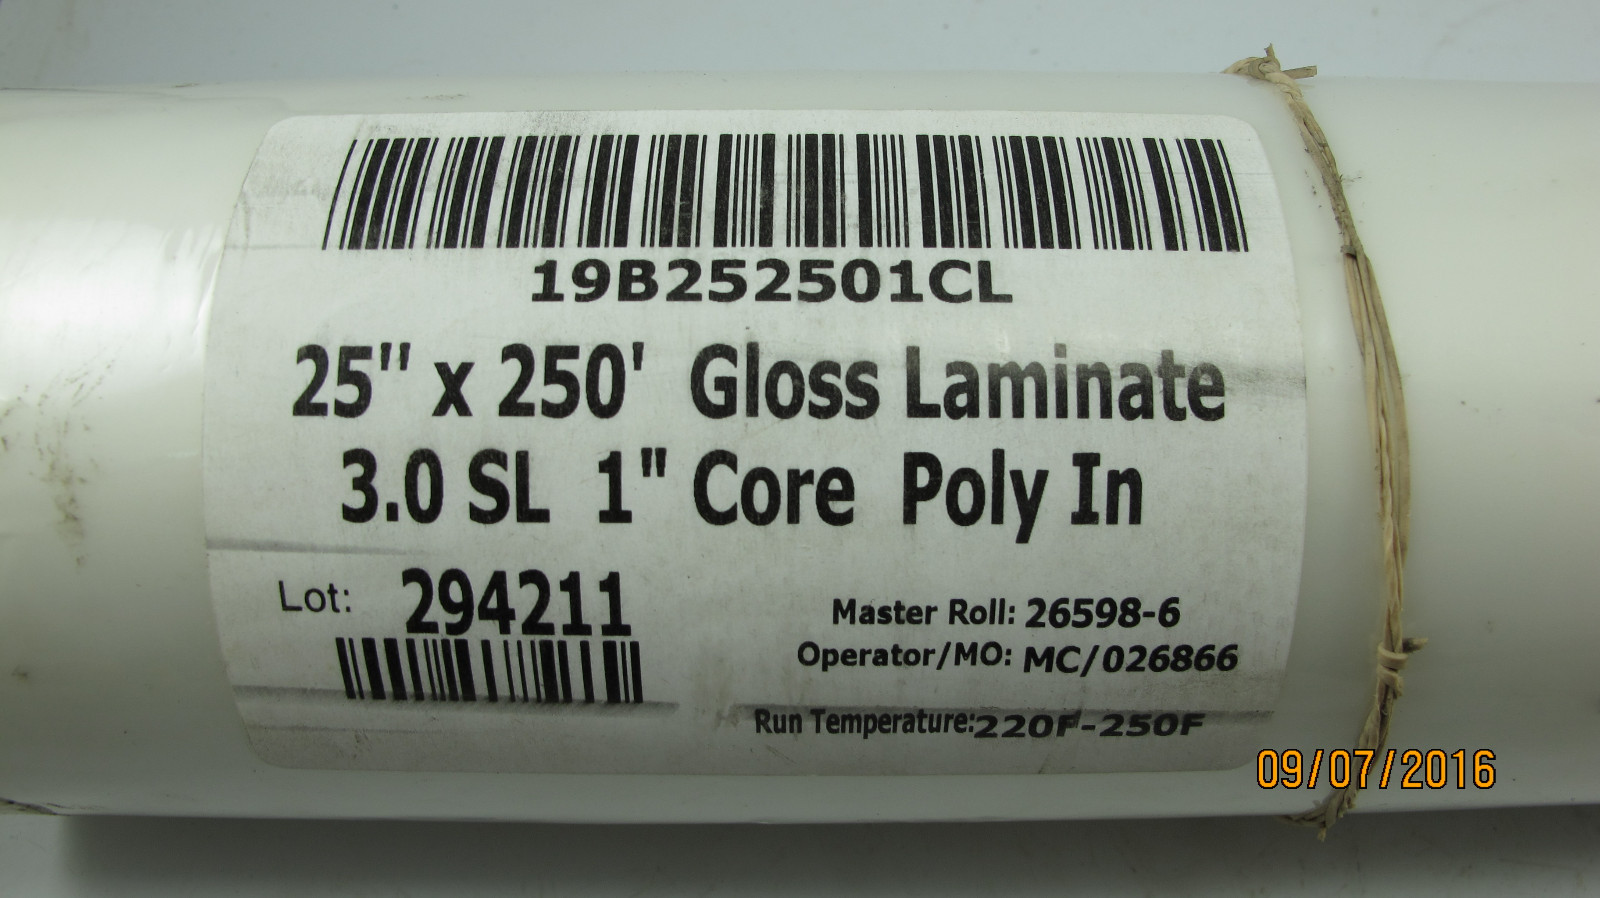 19B252501CL
25" x 250' Gloss Laminate
3.0 SL 1" Core Poly In
Lot: 294211
Master Roll: 26598-6
Operator/MO: MC/026866
Run Temperature:220F-250F
09/07/2016